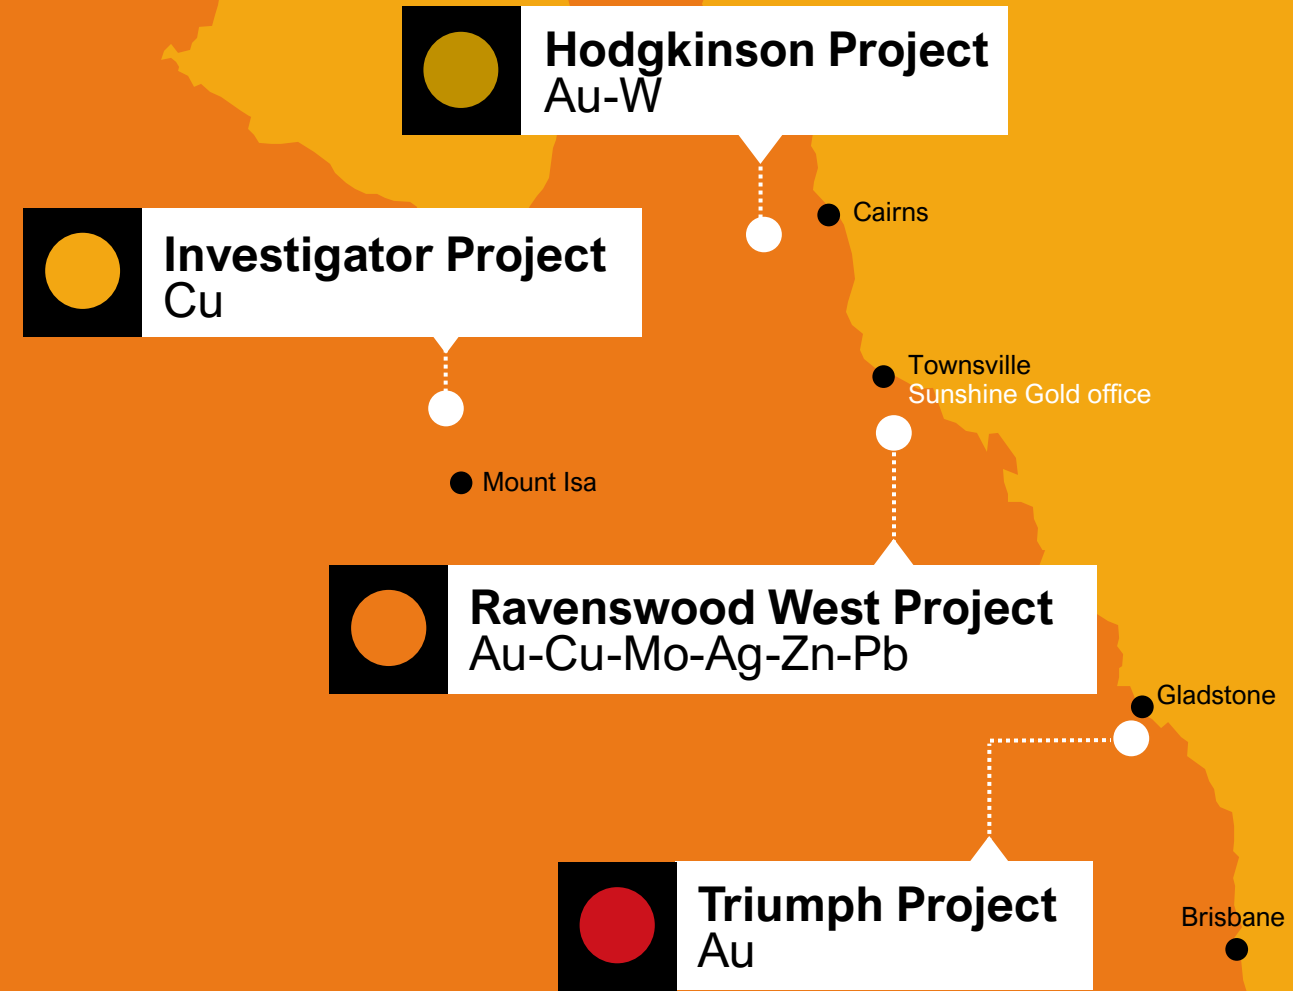 Hodgkinson Project
Au-W
Cairns
Investigator Project
Cu
Townsville
Sunshine Gold office
Mount Isa
Ravenswood West Project
Au-Cu-Mo-Ag-Zn-Pb
Gladstone
Triumph Project
Au
Brisbane